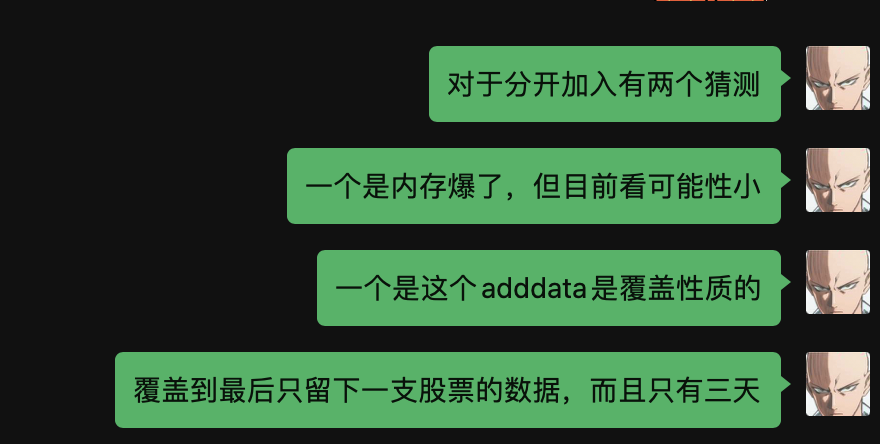 对于分开加入有两个猜测
一个是内存爆了，但目前看可能性小
一个是这个adddata是覆盖性质的
覆盖到最后只留下一支股票的数据，而且只有三天